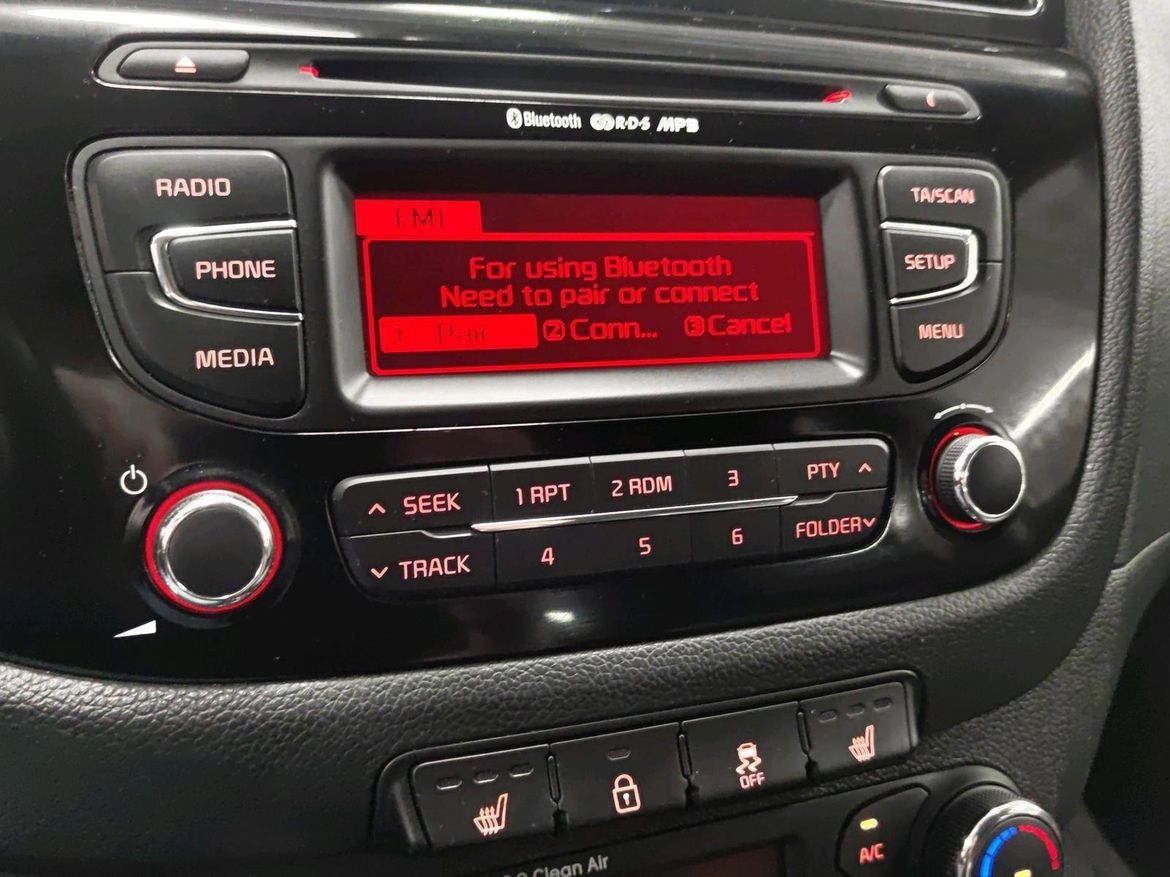 Bluetooth R·D·S MP3
RADIO
PHONE
MEDIA
FM1
For using Bluetooth
Need to pair or connect
1 Pair 2 Conn... 3 Cancel
TA/SCAN
SETUP
MENU
∧ SEEK
∨ TRACK
1 RPT
2 RDM
3
4
5
6
PTY ∧
FOLDER ∨
OFF
Clean Air
A/C